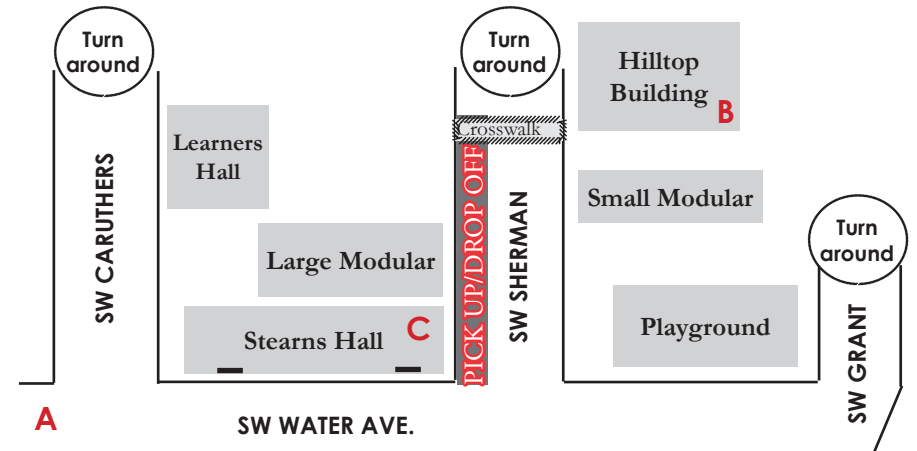 Turn
around
Turn
around
Hilltop
Building
B
Crosswalk
Learners
Hall
SW CARUTHERS
PICK UP/DROP OFF
SW SHERMAN
Small Modular
Turn
around
Large Modular
Stearns Hall
C
Playground
SW GRANT
A
SW WATER AVE.